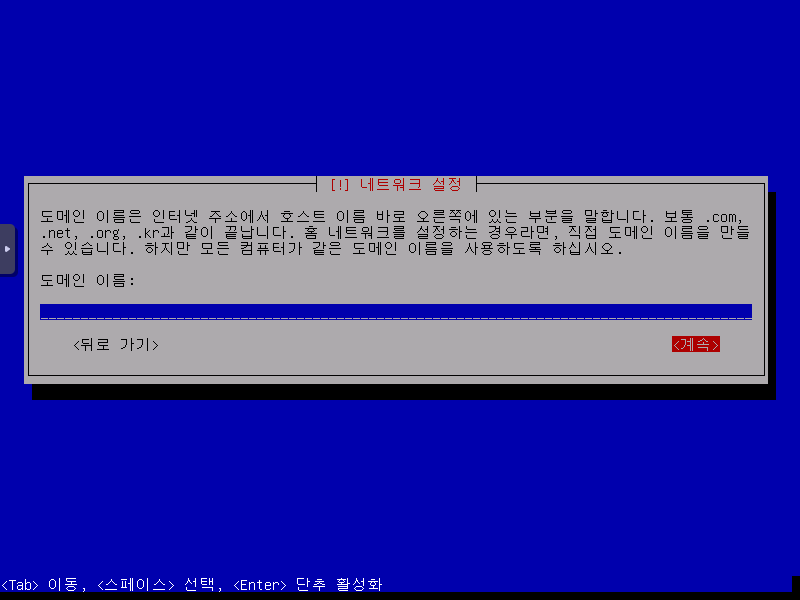 [!] 네트워크 설정
도메인 이름은 인터넷 주소에서 호스트 이름 바로 오른쪽에 있는 부분을 말합니다. 보통 .com,
.net, .org, .kr과 같이 끝납니다. 홈 네트워크를 설정하는 경우라면, 직접 도메인 이름을 만들
수 있습니다. 하지만 모든 컴퓨터가 같은 도메인 이름을 사용하도록 하십시오.
도메인 이름:
<뒤로 가기> <계속>
<Tab> 이동, <스페이스> 선택, <Enter> 단추 활성화